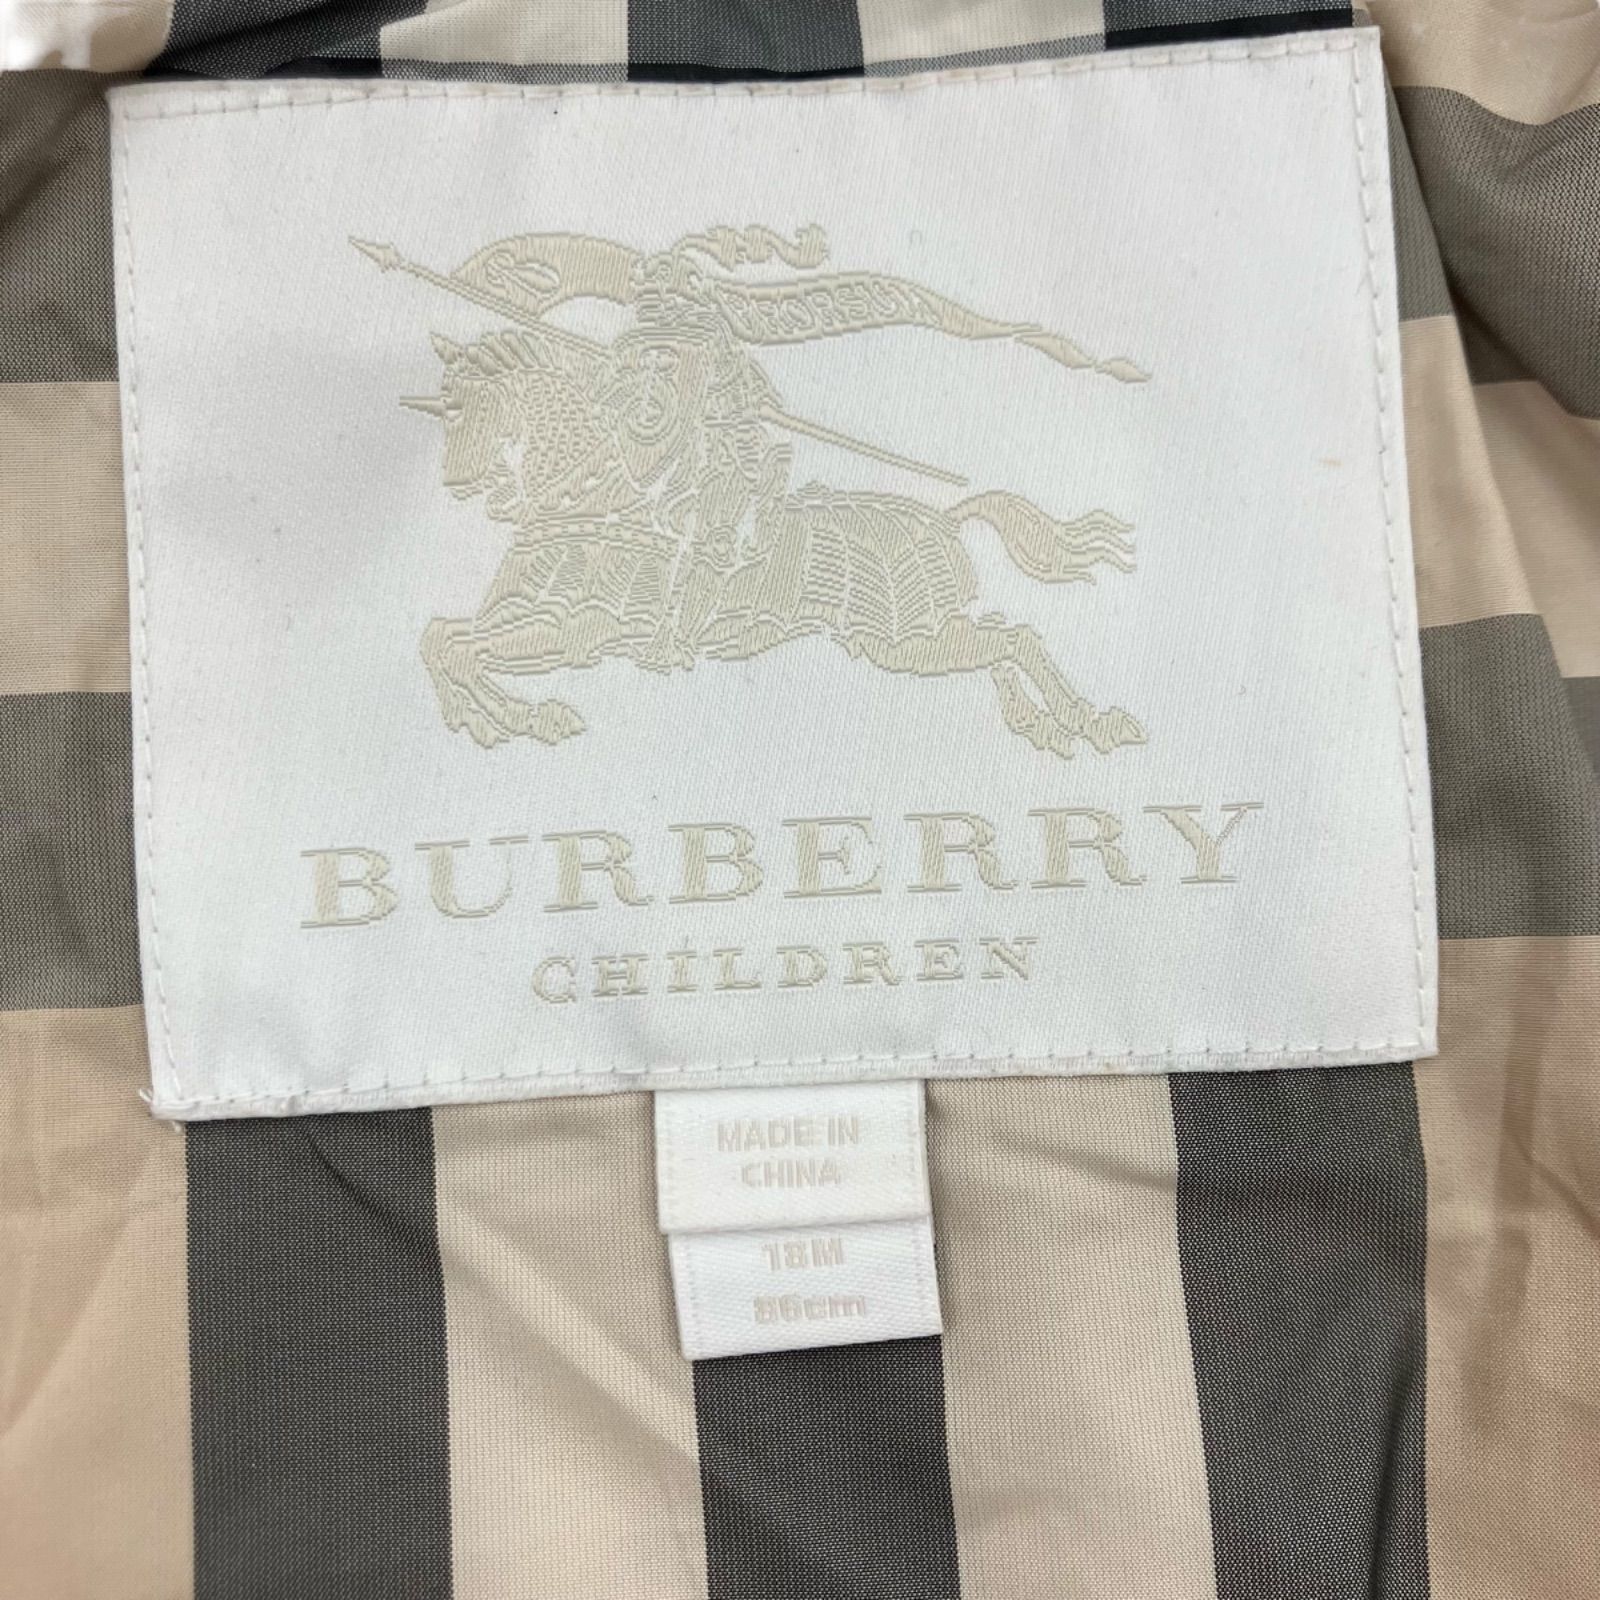 PRORSUM
BURBERRY
CHILDREN
MADE IN
CHINA
18M
86cm